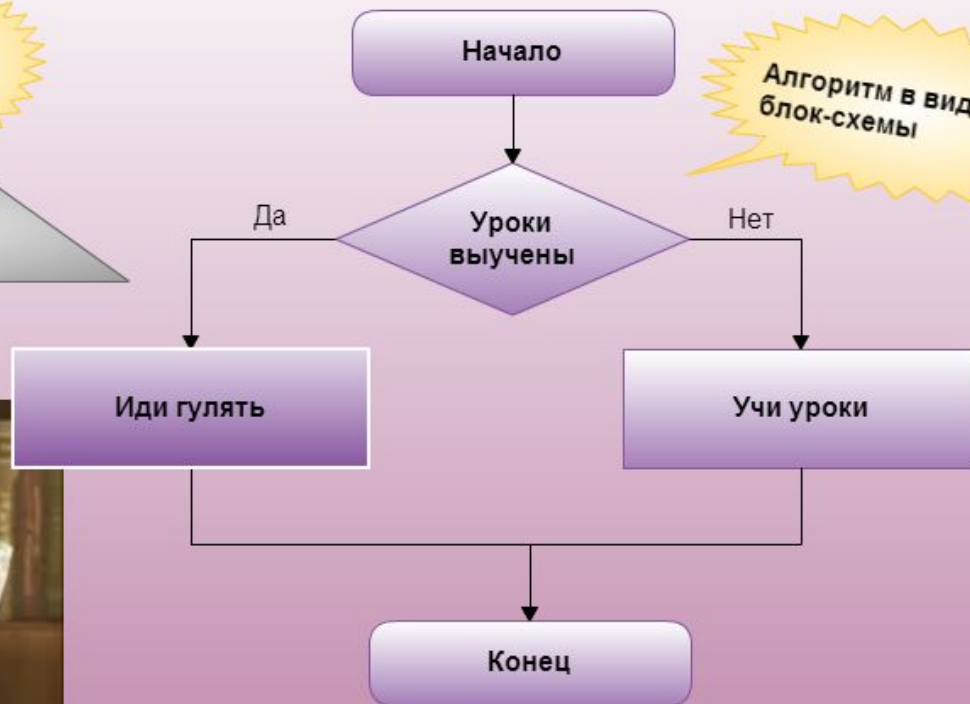 Начало
Алгоритм в вид
блок-схемы
Да
Уроки
выучены
Нет
Иди гулять
Учи уроки
Конец